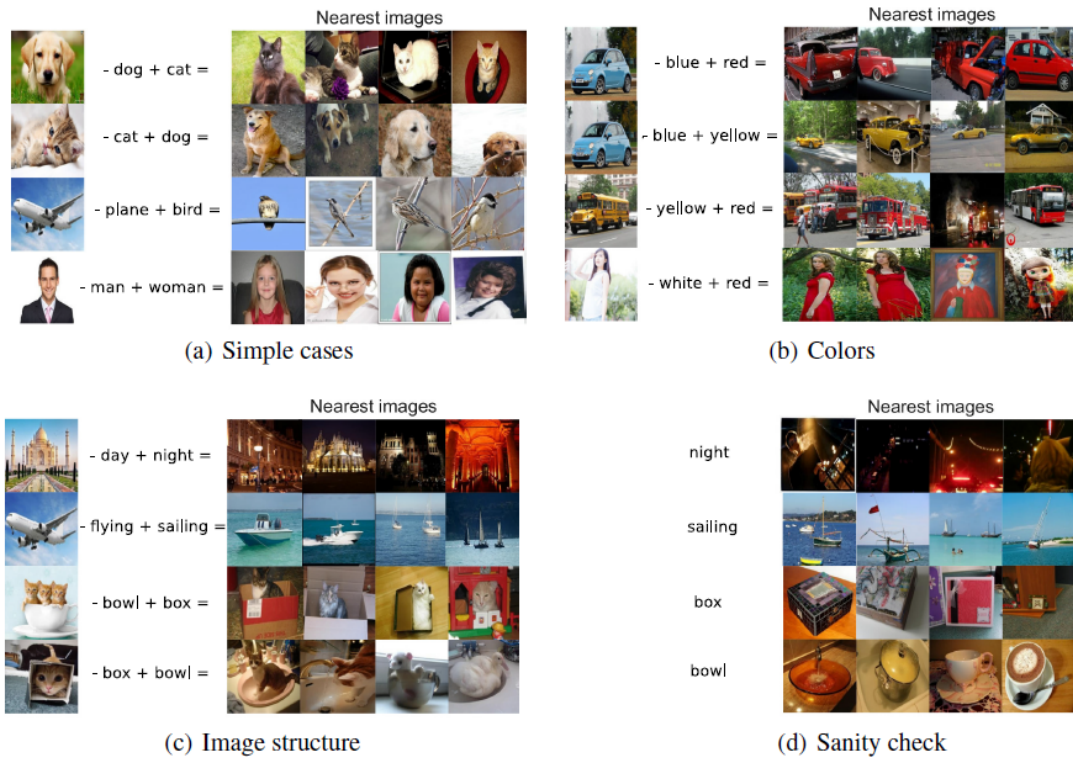 Nearest images
- dog + cat =
- cat + dog =
- plane + bird =
- man + woman =
(a) Simple cases
Nearest images
- blue + red =
- blue + yellow =
- yellow + red =
- white + red =
(b) Colors
Nearest images
- day + night =
- flying + sailing =
- bowl + box =
- box + bowl =
(c) Image structure
Nearest images
night
sailing
box
bowl
(d) Sanity check